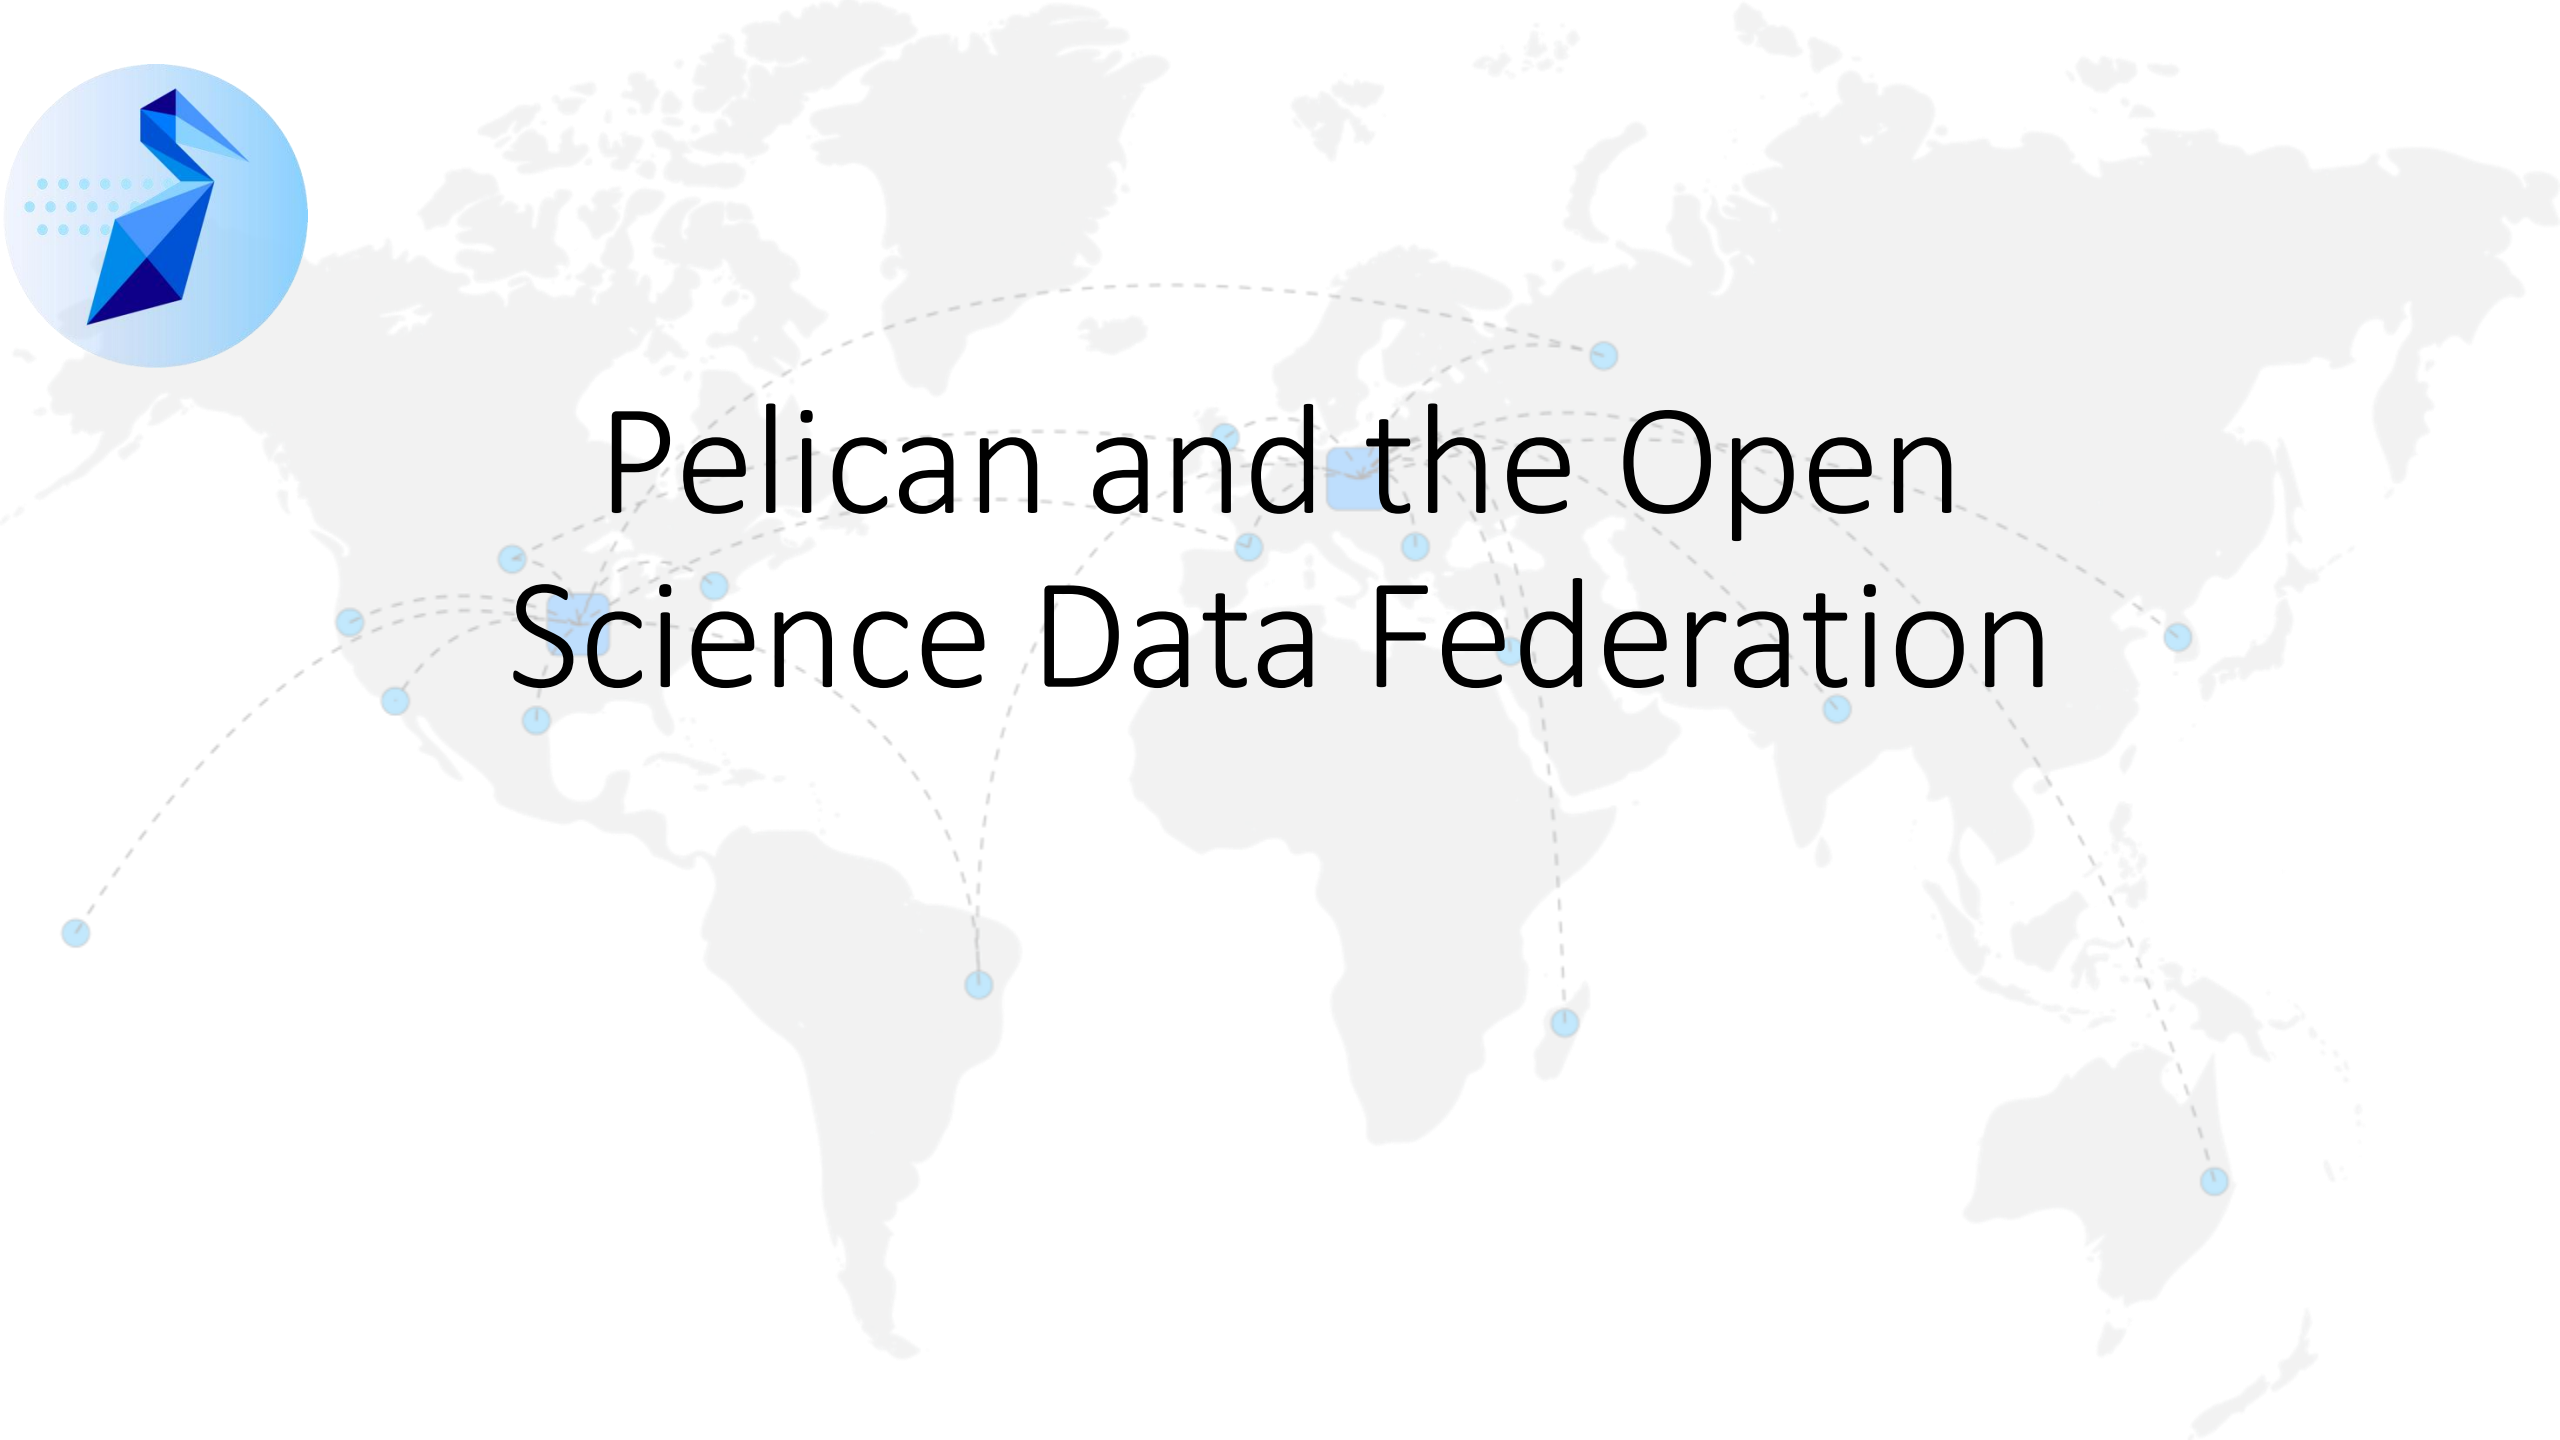 Pelican and the Open
Science Data Federation